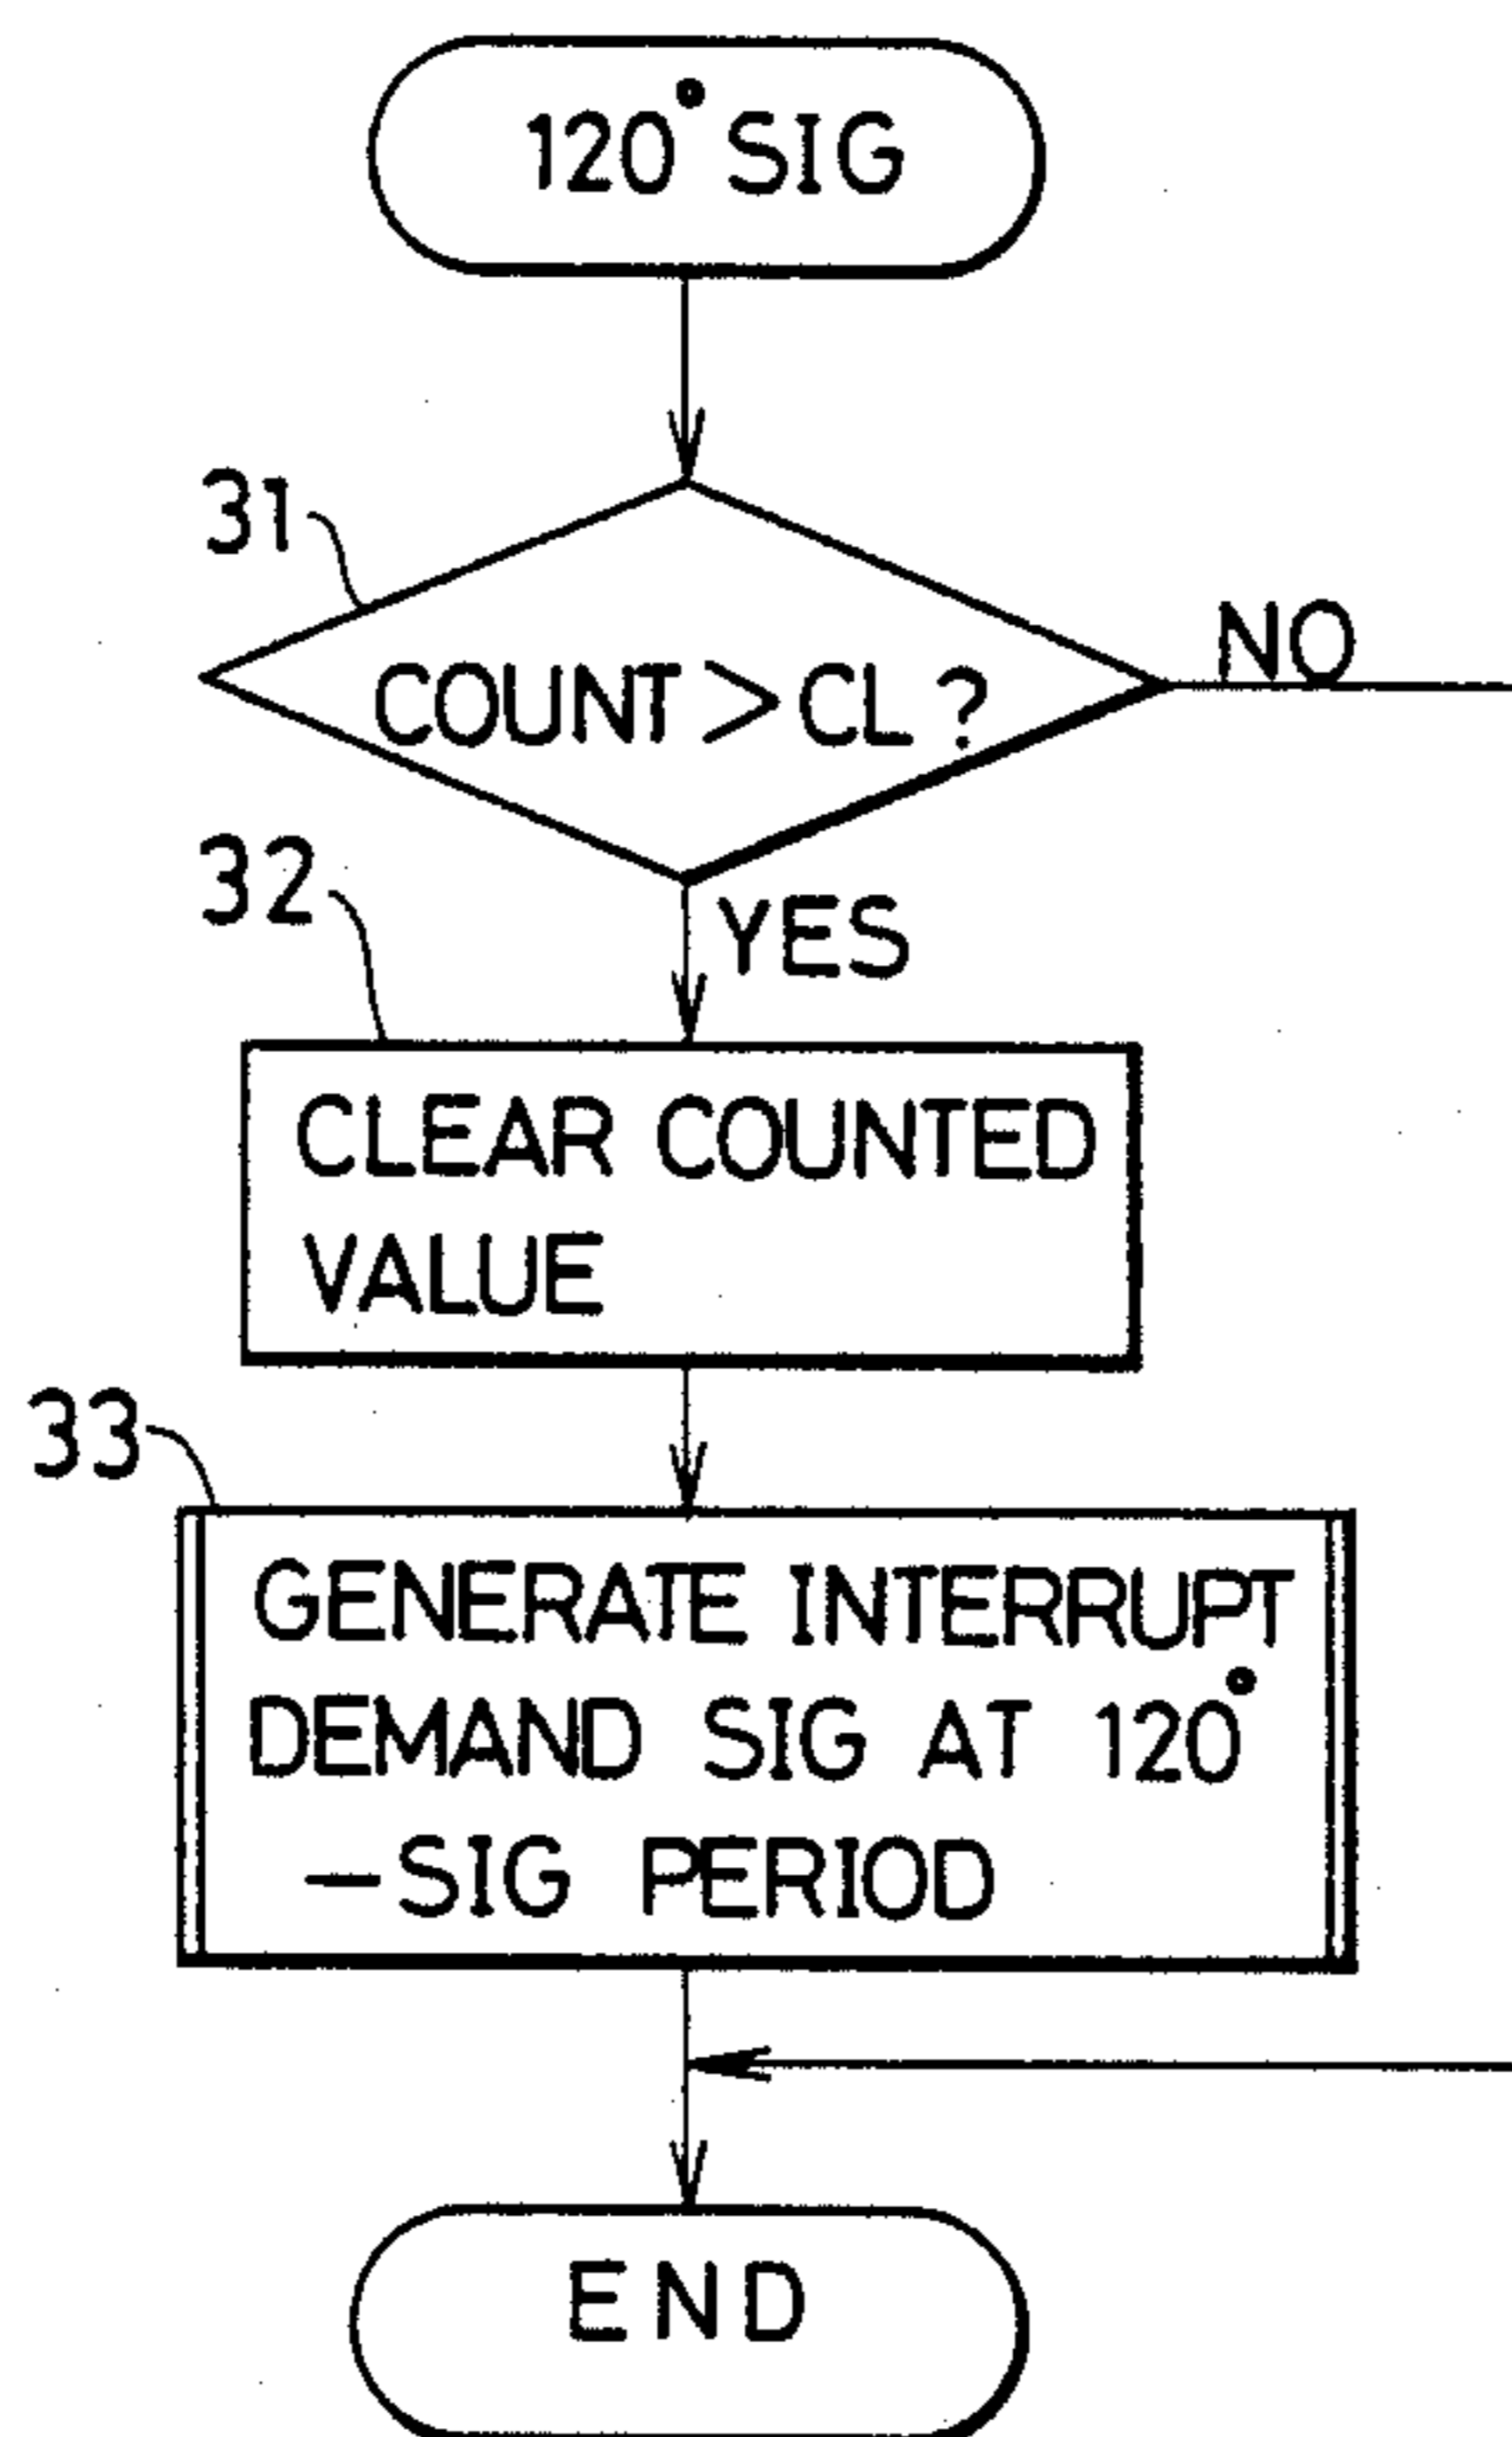 120° SIG
31
COUNT > CL ?
NO
32
YES
CLEAR COUNTED
VALUE
33
GENERATE INTERRUPT
DEMAND SIG AT 120°
-SIG PERIOD
END